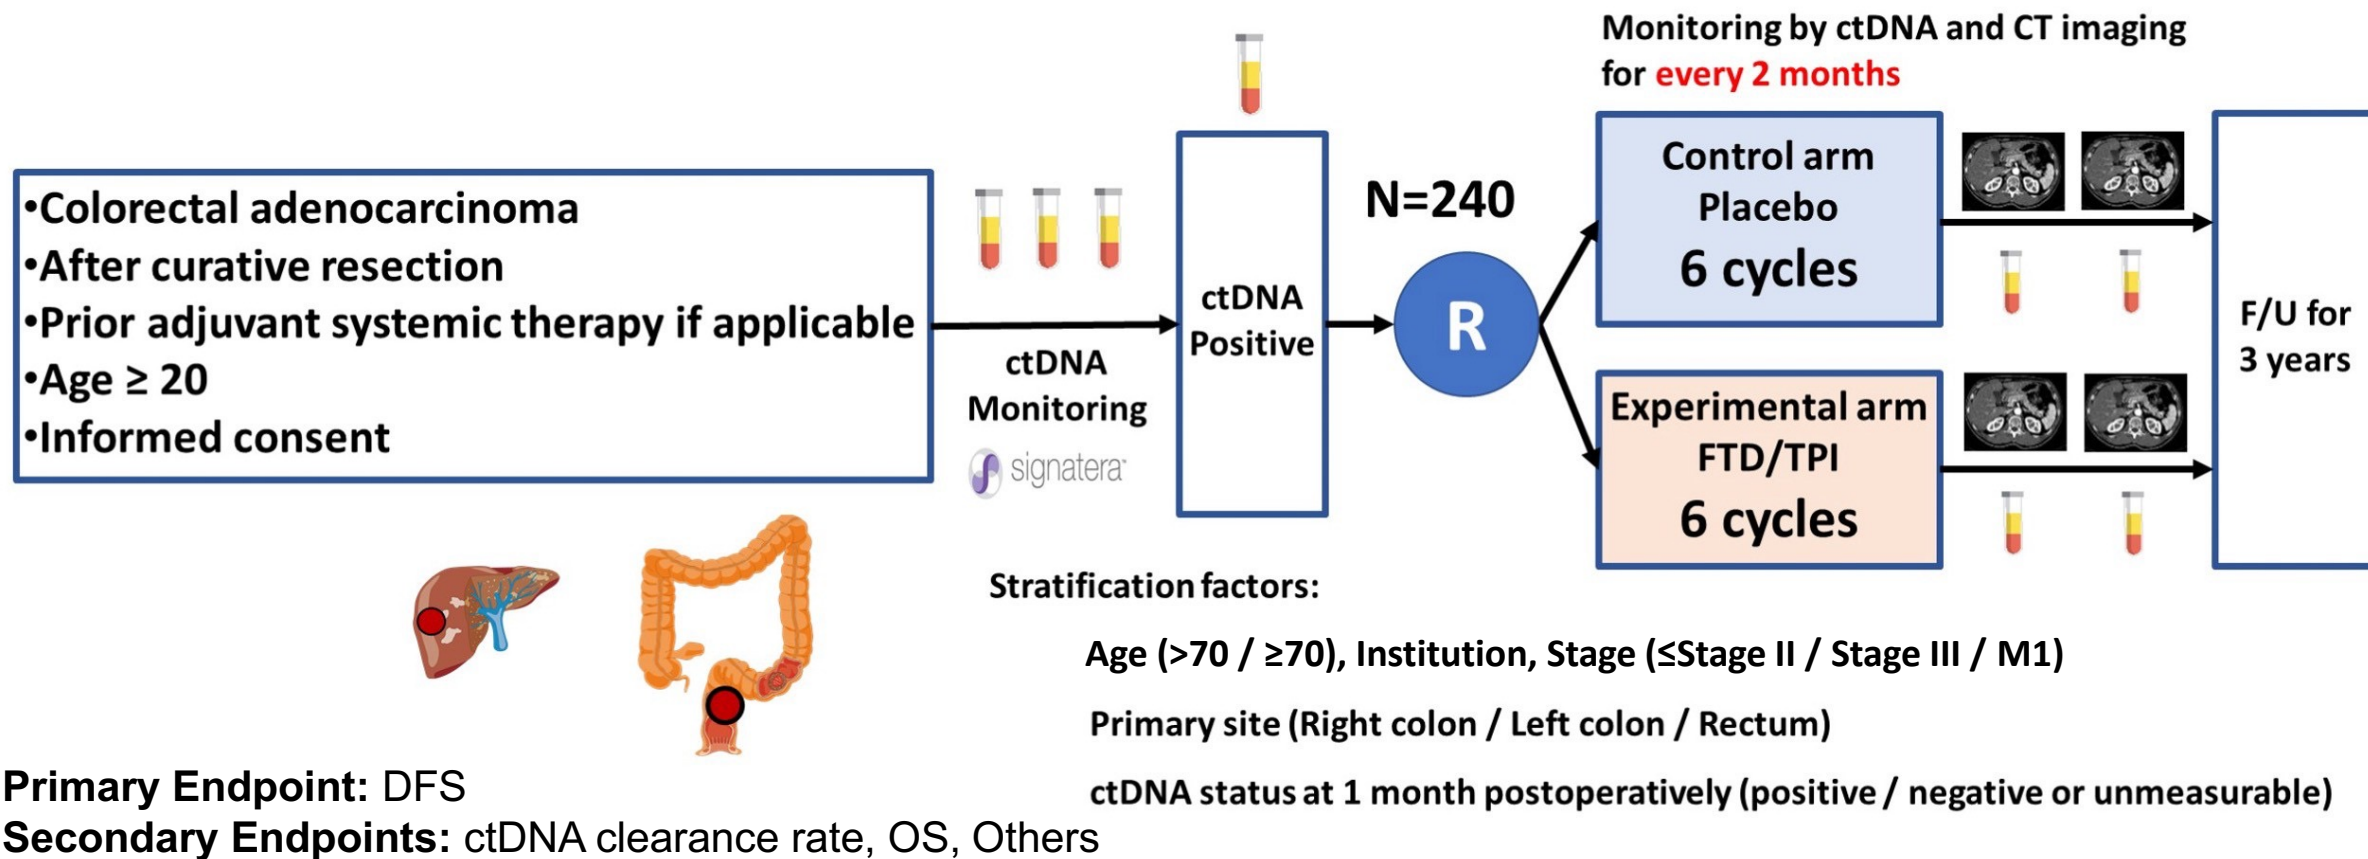 •Colorectal adenocarcinoma
•After curative resection
•Prior adjuvant systemic therapy if applicable
•Age ≥ 20
•Informed consent
ctDNA
Monitoring
signatera™
ctDNA
Positive
N=240
R
Monitoring by ctDNA and CT imaging
for every 2 months
Control arm
Placebo
6 cycles
Experimental arm
FTD/TPI
6 cycles
F/U for
3 years
Stratification factors:
Age (>70 / ≥70), Institution, Stage (≤Stage II / Stage III / M1)
Primary site (Right colon / Left colon / Rectum)
ctDNA status at 1 month postoperatively (positive / negative or unmeasurable)
Primary Endpoint: DFS
Secondary Endpoints: ctDNA clearance rate, OS, Others